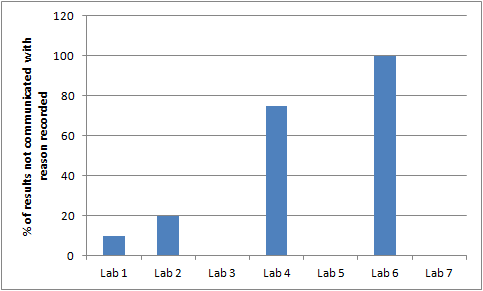 % of results not communicated with
reason recorded
120
100
80
60
40
20
0
Lab 1
Lab 2
Lab 3
Lab 4
Lab 5
Lab 6
Lab 7